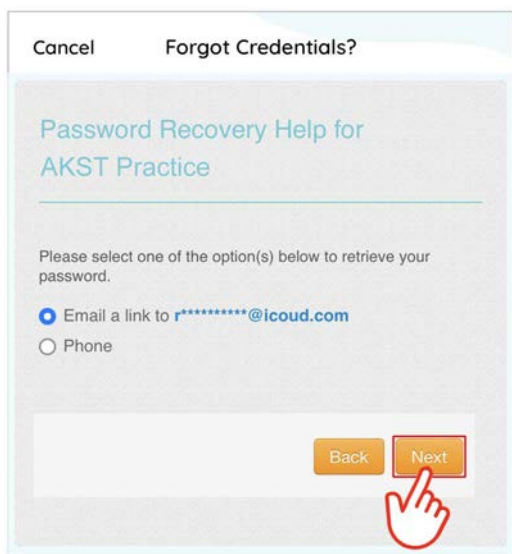 Cancel Forgot Credentials?
Password Recovery Help for
AKST Practice
Please select one of the option(s) below to retrieve your
password.
Email a link to r**********@icoud.com
Phone
Back Next